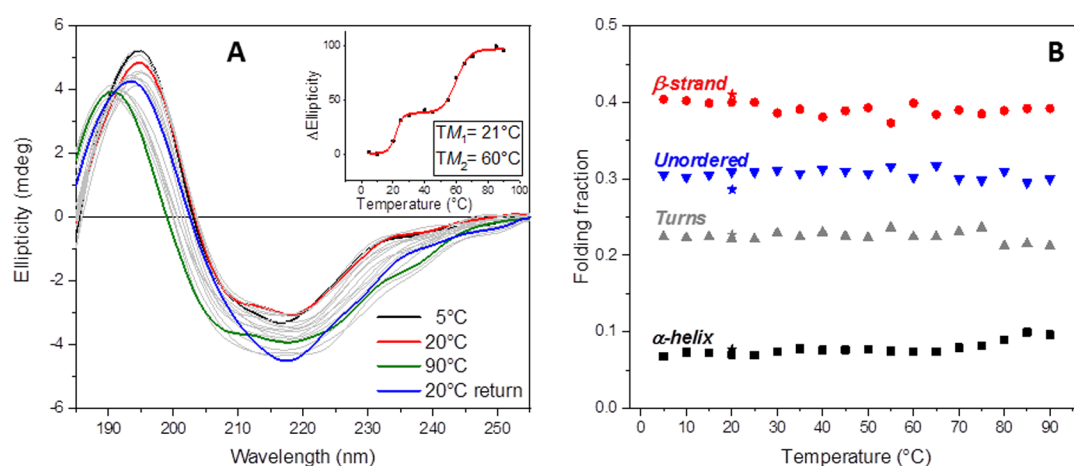 A
6
4
2
0
-2
-4
-6
Ellipticity (mdeg)
190 200 210 220 230 240 250
Wavelength (nm)
5°C
20°C
90°C
20°C return
100
50
0
ΔEllipticity
0 20 40 60 80 100
Temperature (°C)
TM1= 21°C
TM2= 60°C
B
0.5
0.4
0.3
0.2
0.1
0.0
Folding fraction
β-strand
Unordered
Turns
α-helix
0 10 20 30 40 50 60 70 80 90
Temperature (°C)